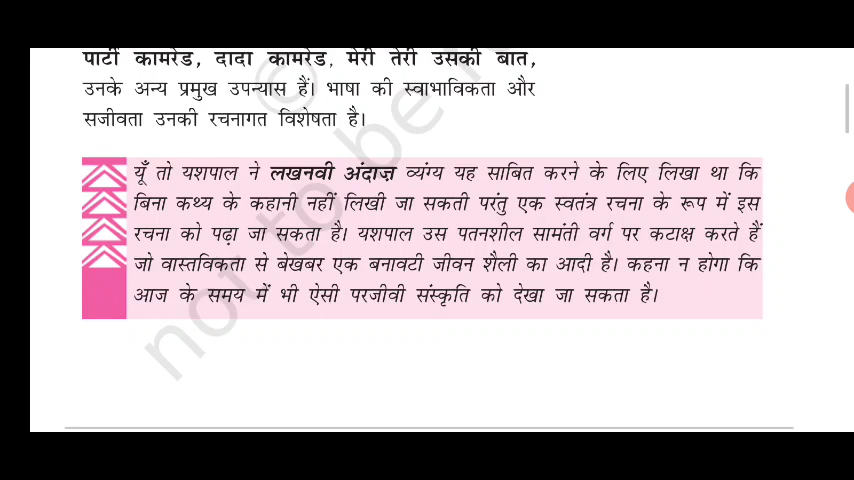 पार्टी कामरेड, दादा कामरेड, मेरी तेरी उसकी बात,
उनके अन्य प्रमुख उपन्यास हैं। भाषा की स्वाभाविकता और
सजीवता उनकी रचनागत विशेषता है।
यूँ तो यशपाल ने लखनवी अंदाज़ व्यंग्य यह साबित करने के लिए लिखा था कि
बिना कथ्य के कहानी नहीं लिखी जा सकती परंतु एक स्वतंत्र रचना के रूप में इस
रचना को पढ़ा जा सकता है। यशपाल उस पतनशील सामंती वर्ग पर कटाक्ष करते हैं
जो वास्तविकता से बेखबर एक बनावटी जीवन शैली का आदी है। कहना न होगा कि
आज के समय में भी ऐसी परजीवी संस्कृति को देखा जा सकता है।
©
not to be